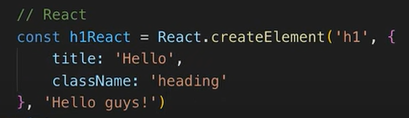 // React
const h1React = React.createElement('h1', {
    title: 'Hello',
    className: 'heading'
}, 'Hello guys!')